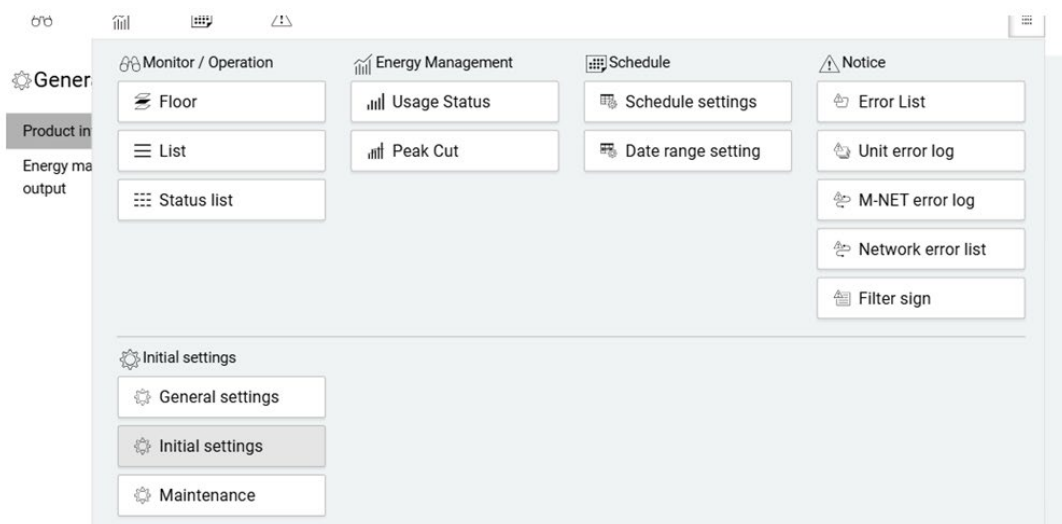 Gener
Product in
Energy ma
output
Monitor / Operation
Floor
List
Status list
Energy Management
Usage Status
Peak Cut
Schedule
Schedule settings
Date range setting
Notice
Error List
Unit error log
M-NET error log
Network error list
Filter sign
Initial settings
General settings
Initial settings
Maintenance